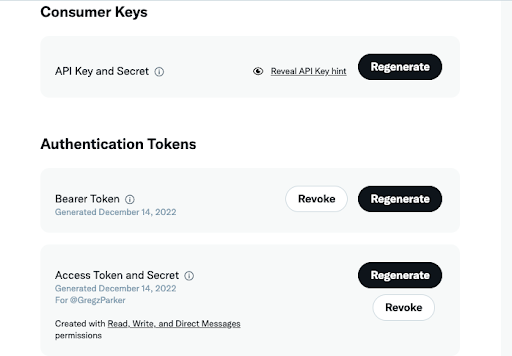 Consumer Keys
API Key and Secret Reveal API Key hint Regenerate
Authentication Tokens
Bearer Token Revoke Regenerate
Generated December 14, 2022
Access Token and Secret Regenerate
Generated December 14, 2022
For @GregzParker Revoke
Created with Read, Write, and Direct Messages
permissions